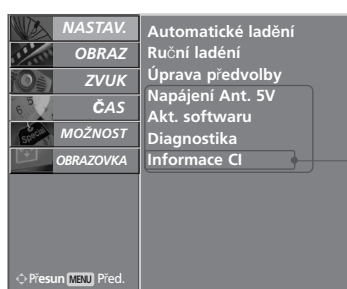 NASTAV.
OBRAZ
ZVUK
ČAS
MOŽNOST
OBRAZOVKA
Automatické ladění
Ruční ladéní
Úprava předvolby
Napájení Ant. 5V
Akt. softwaru
Diagnostika
Informace CI
Přesun MENU Před.